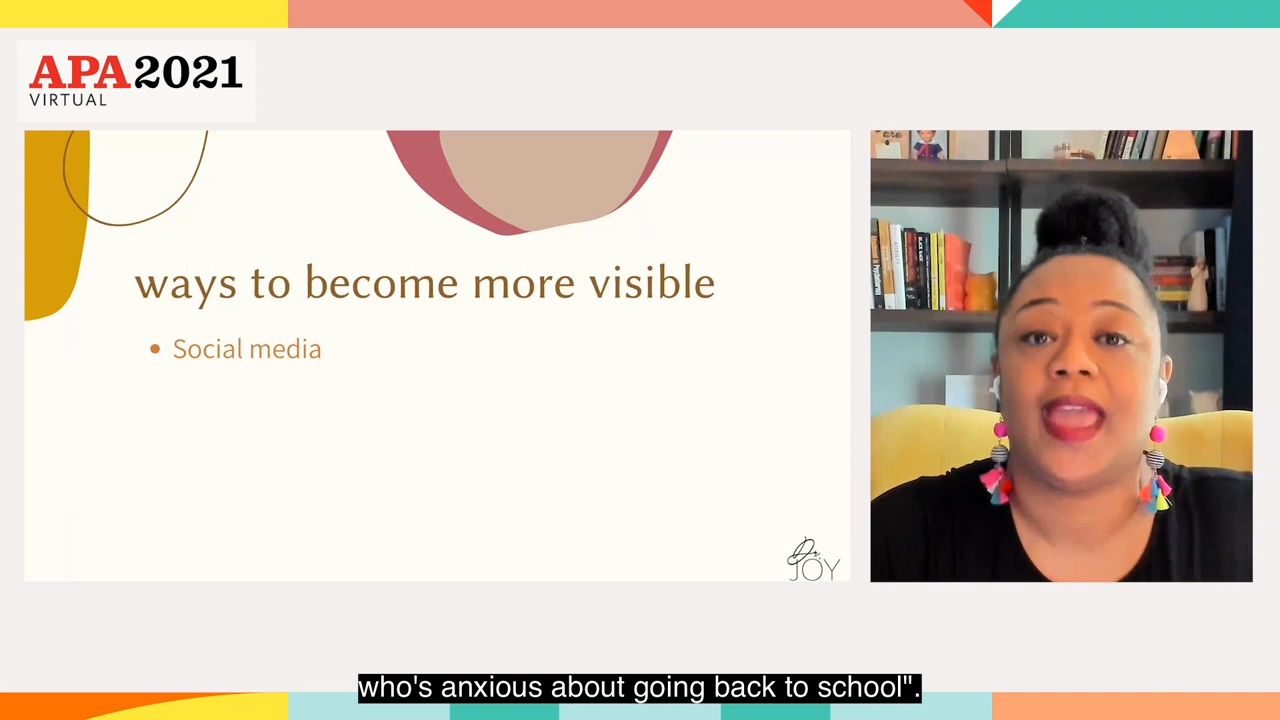 APA2021
VIRTUAL
ways to become more visible
• Social media
Dr.
JOY
who's anxious about going back to school".